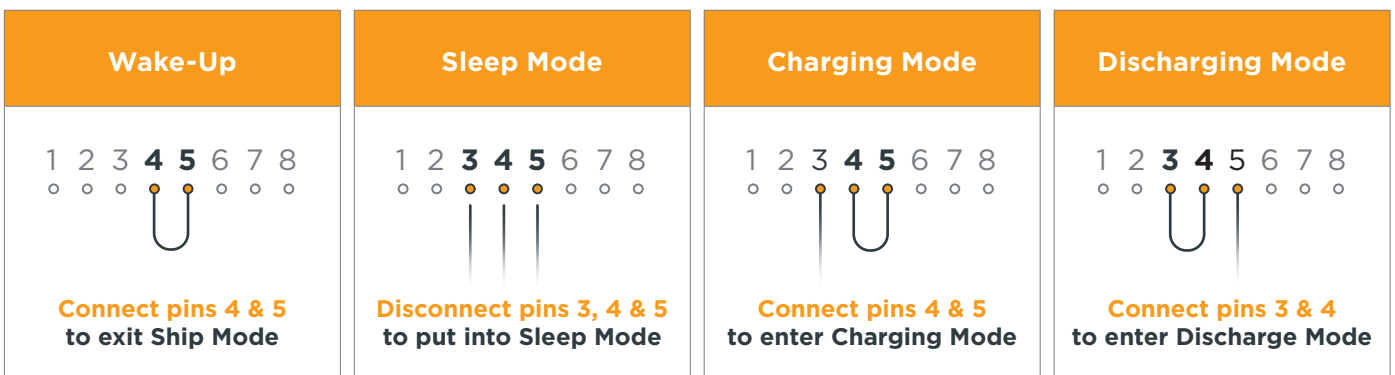 Wake-Up
1 2 3 4 5 6 7 8
Connect pins 4 & 5
to exit Ship Mode
Sleep Mode
1 2 3 4 5 6 7 8
Disconnect pins 3, 4 & 5
to put into Sleep Mode
Charging Mode
1 2 3 4 5 6 7 8
Connect pins 4 & 5
to enter Charging Mode
Discharging Mode
1 2 3 4 5 6 7 8
Connect pins 3 & 4
to enter Discharge Mode